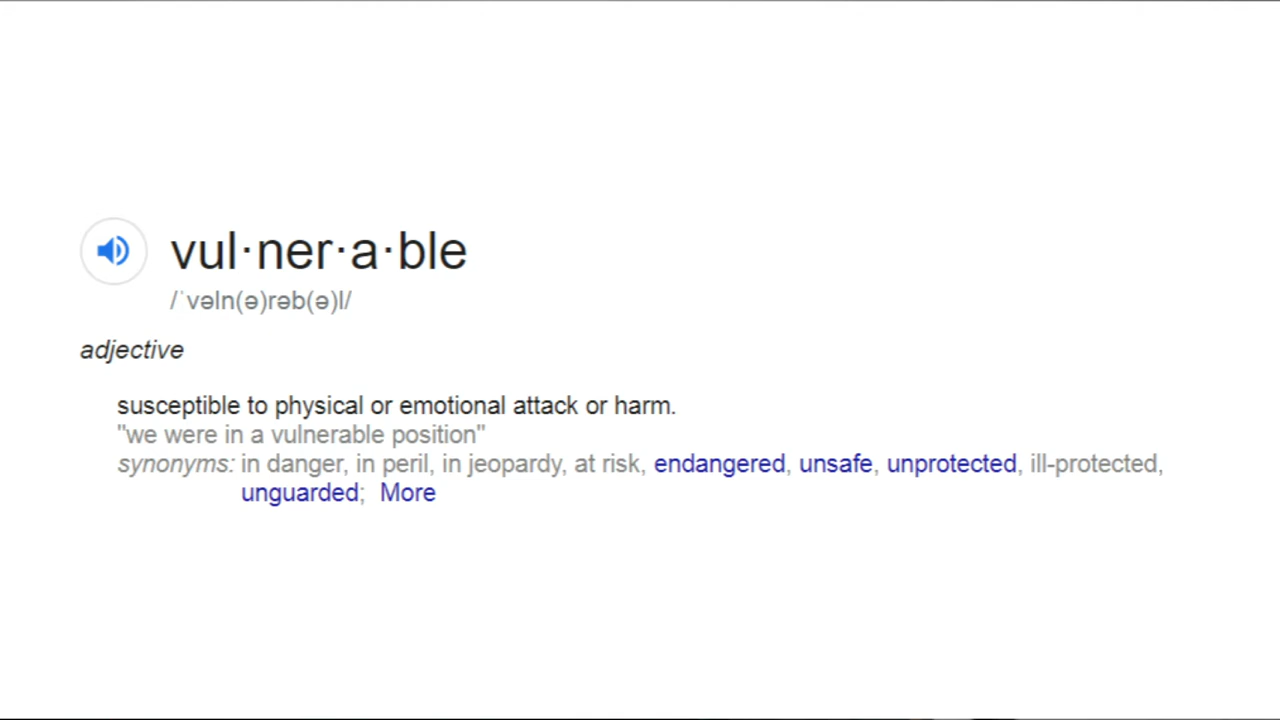 vul·ner·a·ble
/ˈvəln(ə)rəb(ə)l/
adjective
susceptible to physical or emotional attack or harm.
"we were in a vulnerable position"
synonyms: in danger, in peril, in jeopardy, at risk, endangered, unsafe, unprotected, ill-protected,
unguarded; More